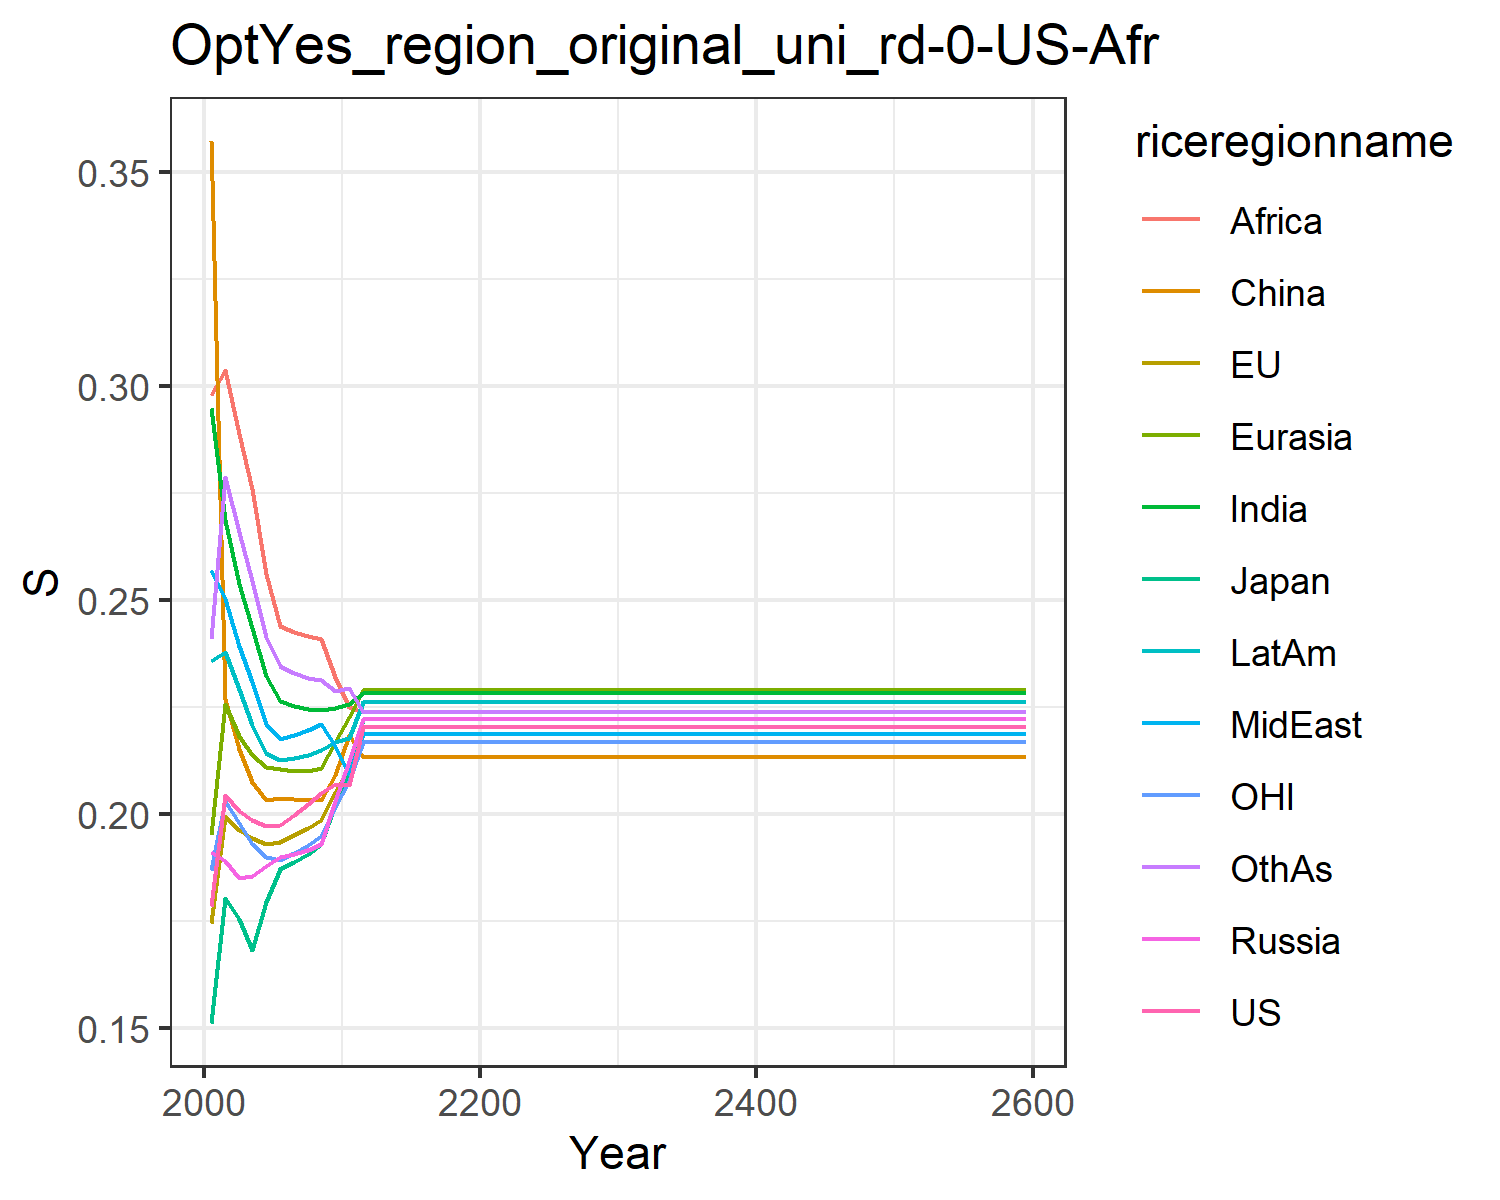 OptYes_region_original_uni_rd-0-US-Afr
S
0.35
0.30
0.25
0.20
0.15
2000 2200 2400 2600
Year
riceregionname
Africa
China
EU
Eurasia
India
Japan
LatAm
MidEast
OHI
OthAs
Russia
US